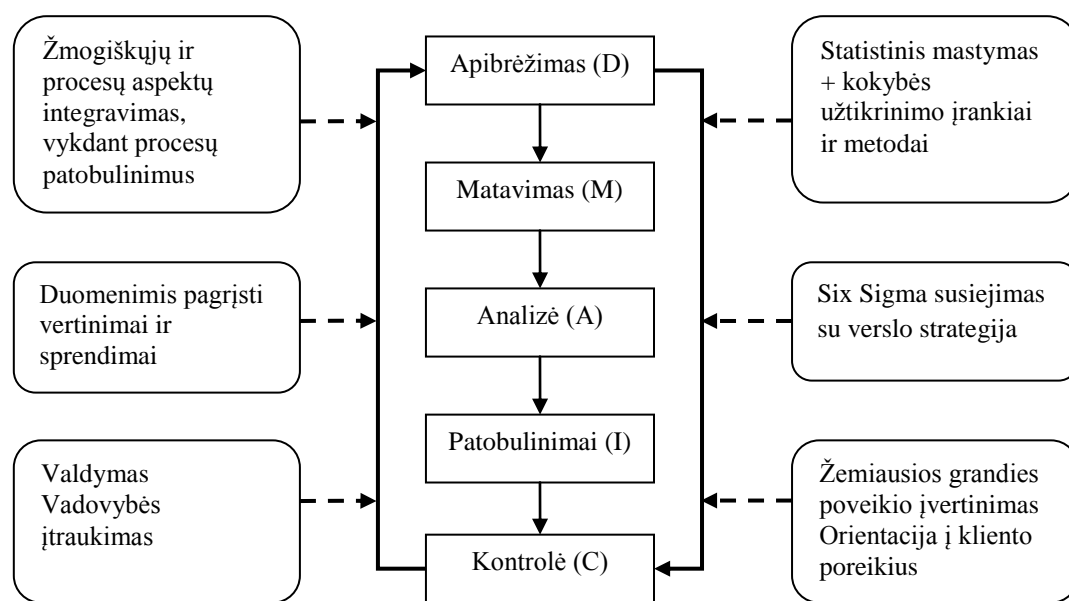 Žmogiškųjų ir
procesų aspektų
integravimas,
vykdant procesų
patobulinimus
Duomenimis pagrįsti
vertinimai ir
sprendimai
Valdymas
Vadovybės
įtraukimas
Apibrėžimas (D)
Matavimas (M)
Analizė (A)
Patobulinimai (I)
Kontrolė (C)
Statistinis mastymas
+ kokybės
užtikrinimo įrankiai
ir metodai
Six Sigma susiejimas
su verslo strategija
Žemiausios grandies
poveikio įvertinimas
Orientacija į kliento
poreikius